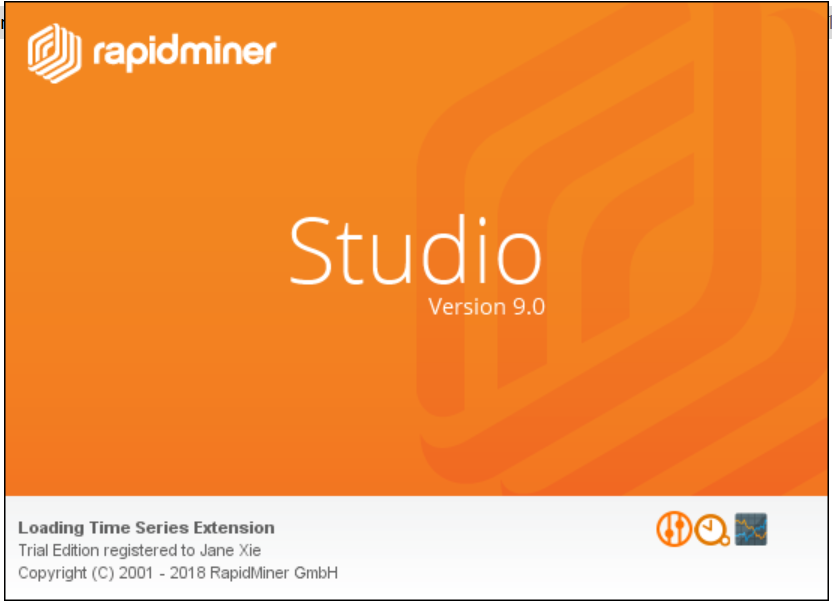 rapidminer
Studio
Version 9.0
Loading Time Series Extension
Trial Edition registered to Jane Xie
Copyright (C) 2001 - 2018 RapidMiner GmbH